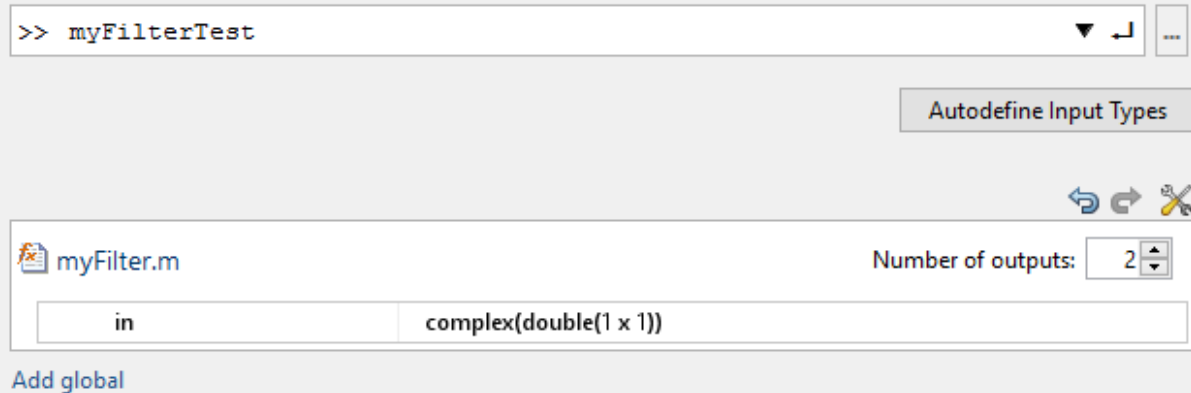 >> myFilterTest
...
Autodefine Input Types
myFilter.m Number of outputs: 2
in complex(double(1 x 1))
Add global